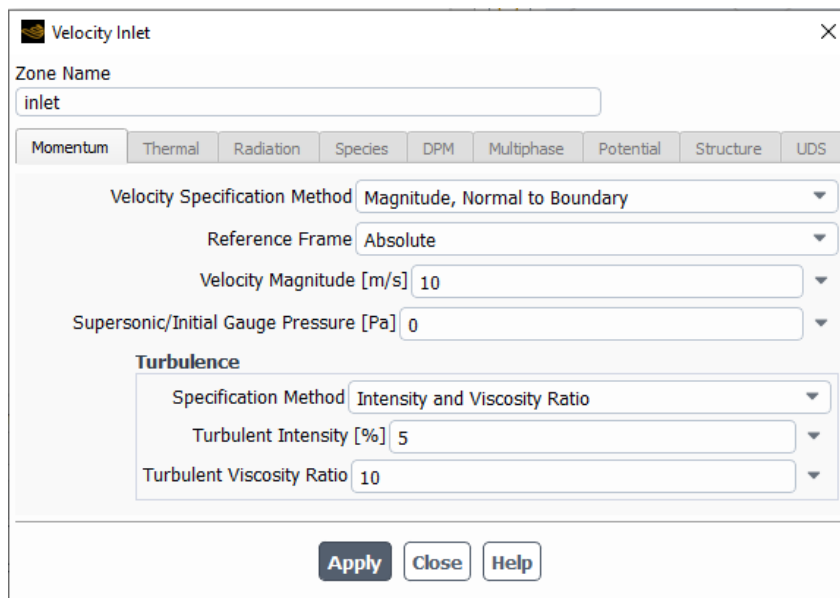 Velocity Inlet
Zone Name
inlet
Momentum Thermal Radiation Species DPM Multiphase Potential Structure UDS
Velocity Specification Method Magnitude, Normal to Boundary
Reference Frame Absolute
Velocity Magnitude [m/s] 10
Supersonic/Initial Gauge Pressure [Pa] 0
Turbulence
Specification Method Intensity and Viscosity Ratio
Turbulent Intensity [%] 5
Turbulent Viscosity Ratio 10
Apply Close Help